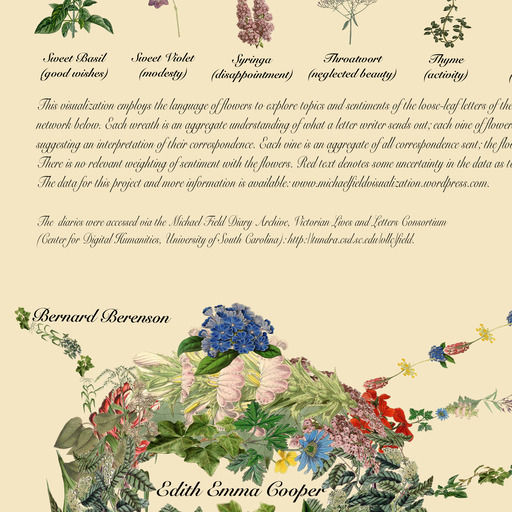 Sweet Basil Sweet Violet Syringa Throatwort Thyme
(good wishes) (modesty) (disappointment) (neglected beauty) (activity)
This visualization employs the language of flowers to explore topics and sentiments of the loose-leaf letters of the
network below. Each wreath is an aggregate understanding of what a letter writer sends out; each vine of flowers
suggesting an interpretation of their correspondence. Each vine is an aggregate of all correspondence sent; the
There is no relevant weighting of sentiment with the flowers. Red text denotes some uncertainty in the data as
The data for this project and more information is available: www.michaelfieldvisualization.wordpress.com.
The diaries were accessed via the Michael Field Diary Archive, Victorian Lives and Letters Consortium
(Center for Digital Humanities, University of South Carolina): http://tundra.csd.sc.edu/vllc/field.
Bernard Berenson
Edith Emma Cooper